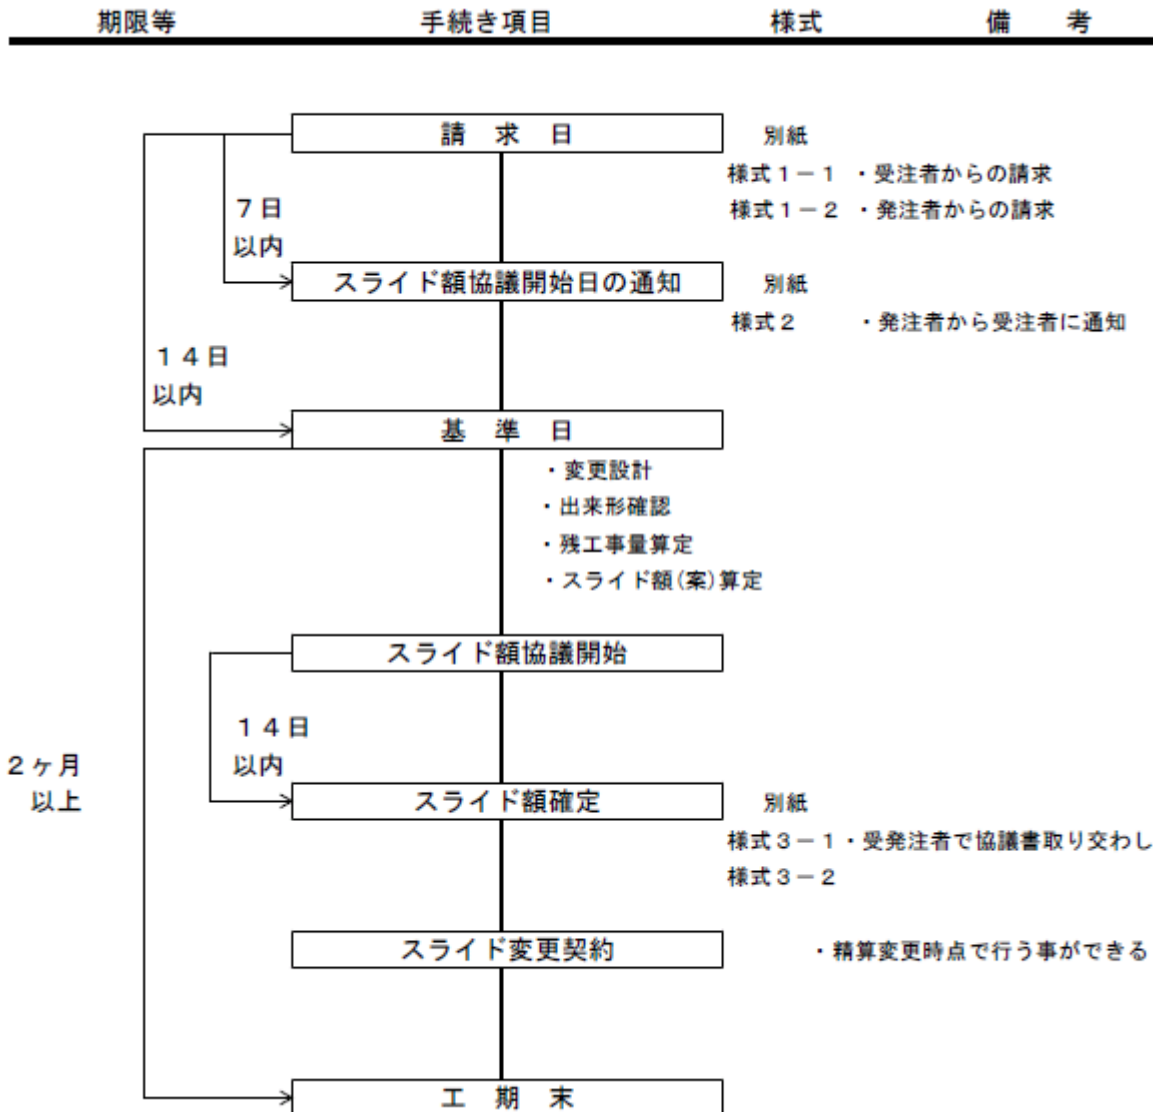 期限等 手続き項目 様式 備 考
請 求 日 別紙
様式1-1 ・受注者からの請求
7日
以内
様式1-2 ・発注者からの請求
スライド額協議開始日の通知 別紙
様式2 ・発注者から受注者に通知
14日
以内
基 準 日
・変更設計
・出来形確認
・残工事量算定
・スライド額(案)算定
スライド額協議開始
14日
以内
2ヶ月
以上
スライド額確定 別紙
様式3-1・受発注者で協議書取り交わし
様式3-2
スライド変更契約 ・精算変更時点で行う事ができる
工 期 末